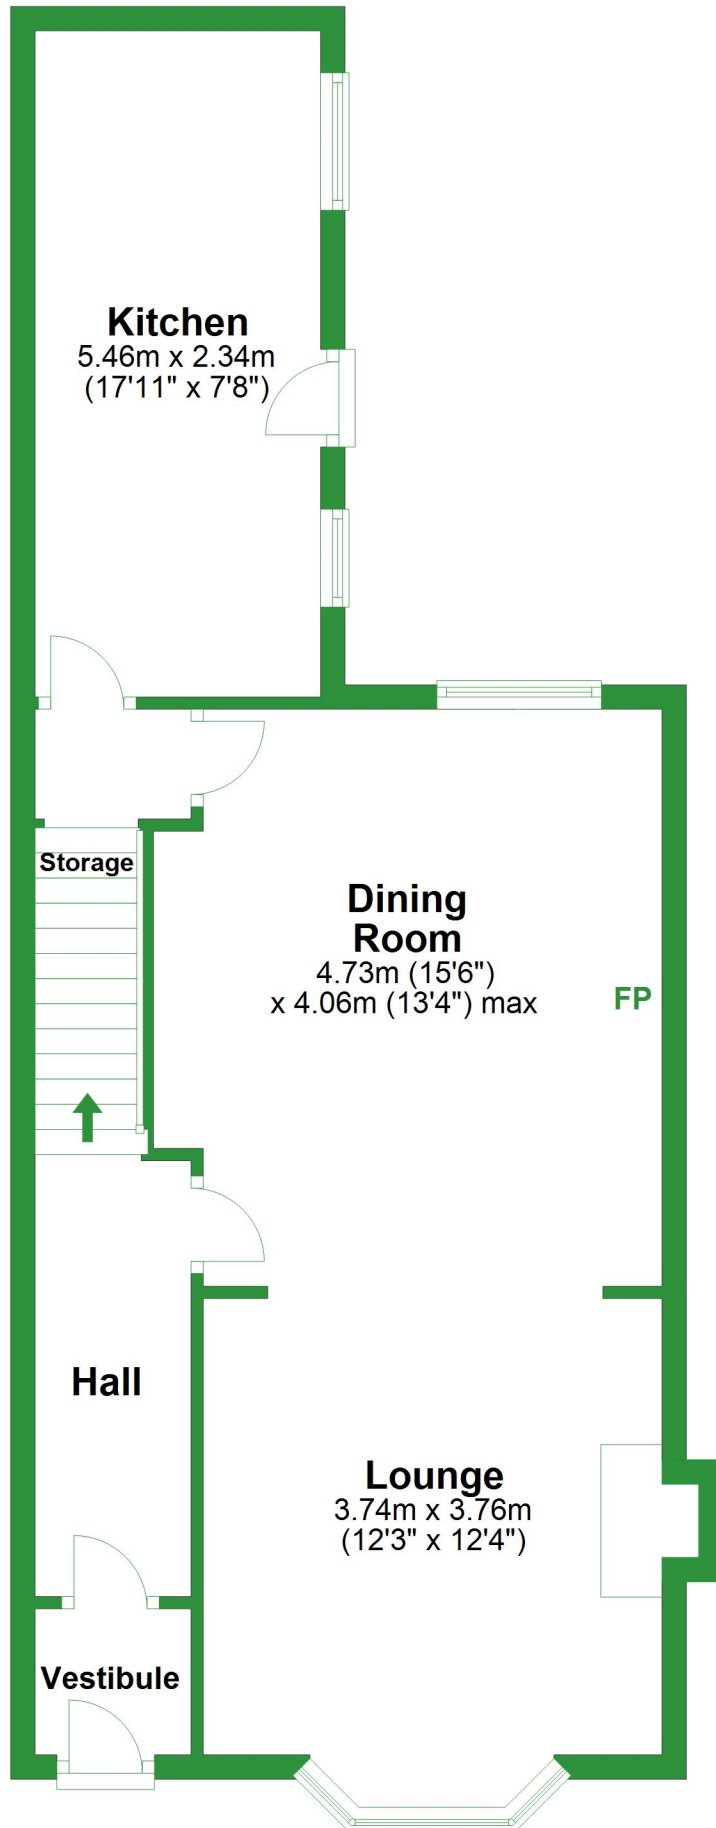 Kitchen
5.46m x 2.34m
(17'11" x 7'8")
Storage
Dining
Room
4.73m (15'6")
x 4.06m (13'4") max
FP
Hall
Lounge
3.74m x 3.76m
(12'3" x 12'4")
Vestibule